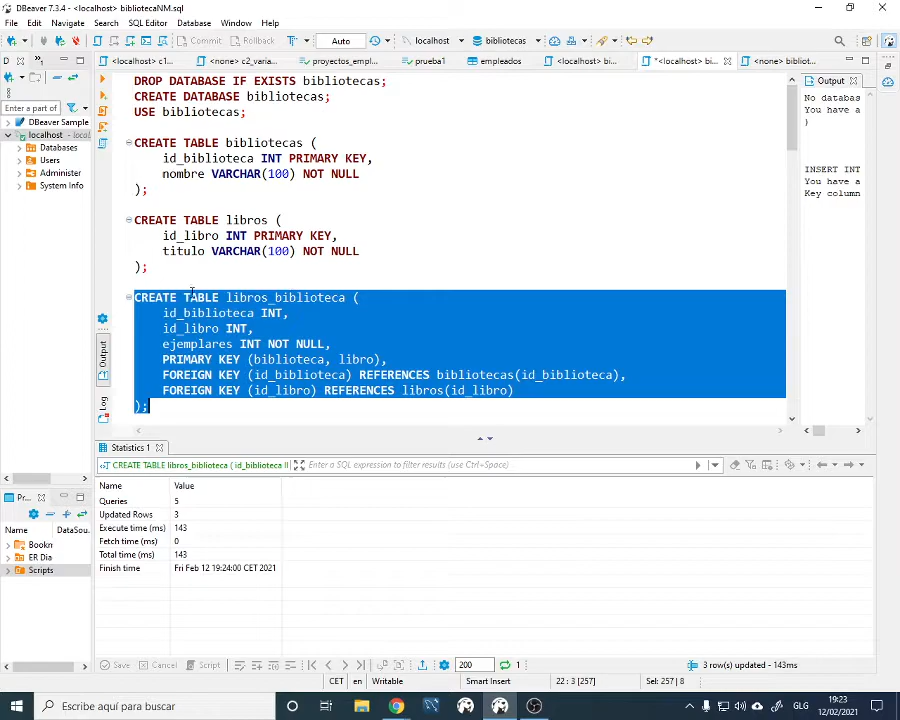 DBeaver 7.3.4 - <localhost> bibliotecaNM.sql
File Edit Navigate Search SQL Editor Database Window Help
Commit Rollback Auto localhost bibliotecas
D <localhost> c1... <none> c2_varia... proyectos_empl... prueba1 empleados <localhost> bi... *<localhost> bi... <none> bibliot... Output
Enter a part of
DBeaver Sample
localhost - local
Databases
Users
Administer
System Info
DROP DATABASE IF EXISTS bibliotecas;
CREATE DATABASE bibliotecas;
USE bibliotecas;
CREATE TABLE bibliotecas (
id_biblioteca INT PRIMARY KEY,
nombre VARCHAR(100) NOT NULL
);
CREATE TABLE libros (
id_libro INT PRIMARY KEY,
titulo VARCHAR(100) NOT NULL
);
CREATE TABLE libros_biblioteca (
id_biblioteca INT,
id_libro INT,
ejemplares INT NOT NULL,
PRIMARY KEY (biblioteca, libro),
FOREIGN KEY (id_biblioteca) REFERENCES bibliotecas(id_biblioteca),
FOREIGN KEY (id_libro) REFERENCES libros(id_libro)
);
Output
Log
No databas
You have a
)
INSERT INT
You have a
Key column
Statistics 1
CREATE TABLE libros_biblioteca ( id_biblioteca II Enter a SQL expression to filter results (use Ctrl+Space)
Name Value
Queries 5
Updated Rows 3
Execute time (ms) 143
Fetch time (ms) 0
Total time (ms) 143
Finish time Fri Feb 12 19:24:00 CET 2021
Pr...
Name DataSou
Bookn
ER Dia
Scripts
Save Cancel Script 200 1 3 row(s) updated - 143ms
CET en Writable Smart Insert 22 : 3 [257] Sel: 257 | 8
Escribe aquí para buscar
GLG
19:23
12/02/2021